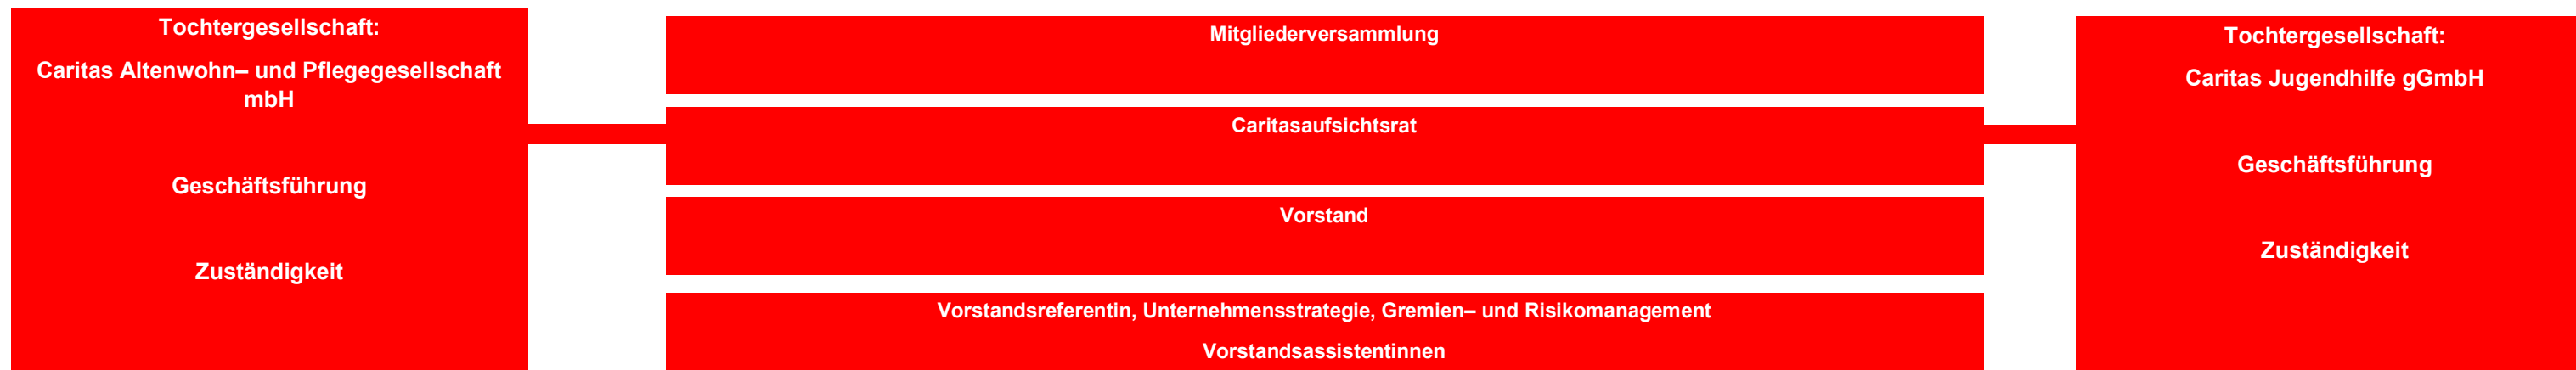 Tochtergesellschaft:
Caritas Altenwohn– und Pflegegesellschaft
mbH
Geschäftsführung
Zuständigkeit
Mitgliederversammlung
Caritasaufsichtsrat
Vorstand
Vorstandsreferentin, Unternehmensstrategie, Gremien– und Risikomanagement
Vorstandsassistentinnen
Tochtergesellschaft:
Caritas Jugendhilfe gGmbH
Geschäftsführung
Zuständigkeit